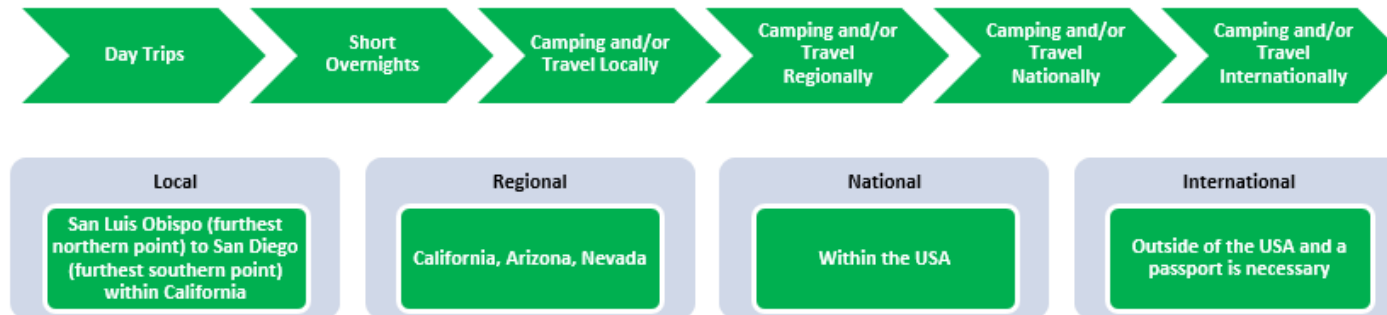 Day Trips
Short
Overnights
Camping and/or
Travel Locally
Camping and/or
Travel
Regionally
Camping and/or
Travel
Nationally
Camping and/or
Travel
Internationally
Local
San Luis Obispo (furthest
northern point) to San Diego
(furthest southern point)
within California
Regional
California, Arizona, Nevada
National
Within the USA
International
Outside of the USA and a
passport is necessary